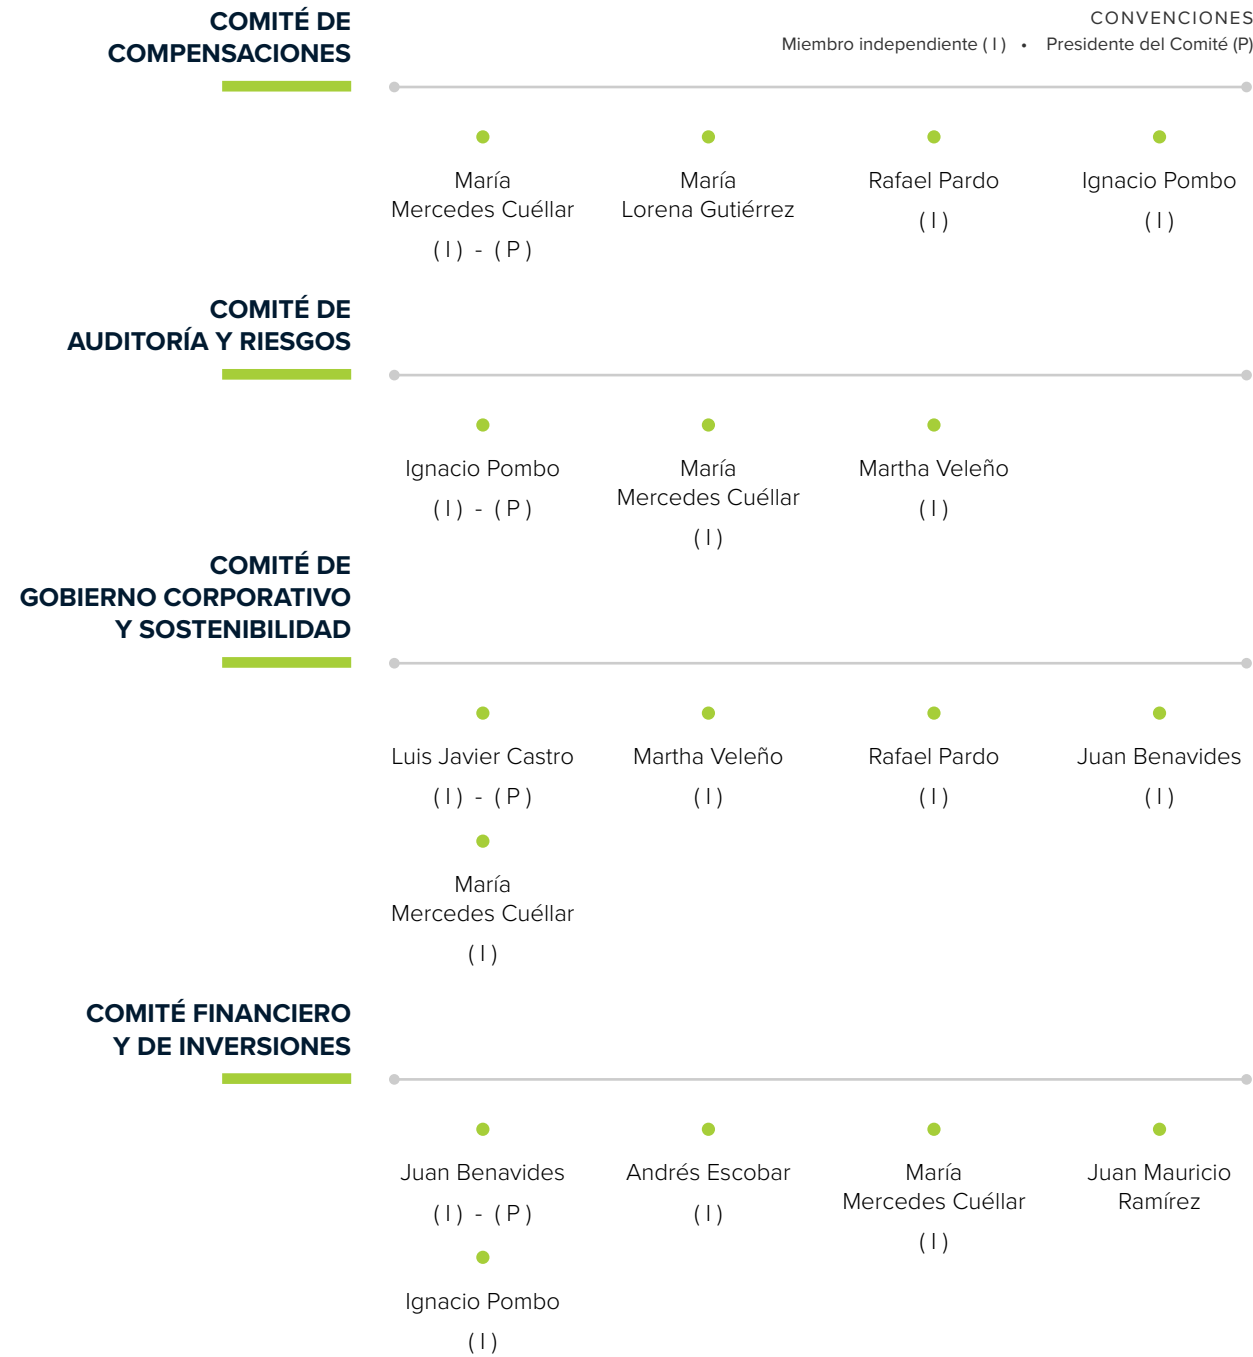 COMITÉ DE
COMPENSACIONES
CONVENCIONES
Miembro independiente ( I ) • Presidente del Comité (P)
María
Mercedes Cuéllar
( I ) - ( P )
María
Lorena Gutiérrez
Rafael Pardo
( I )
Ignacio Pombo
( I )
COMITÉ DE
AUDITORÍA Y RIESGOS
Ignacio Pombo
( I ) - ( P )
María
Mercedes Cuéllar
( I )
Martha Veleño
( I )
COMITÉ DE
GOBIERNO CORPORATIVO
Y SOSTENIBILIDAD
Luis Javier Castro
( I ) - ( P )
Martha Veleño
( I )
Rafael Pardo
( I )
Juan Benavides
( I )
María
Mercedes Cuéllar
( I )
COMITÉ FINANCIERO
Y DE INVERSIONES
Juan Benavides
( I ) - ( P )
Andrés Escobar
( I )
María
Mercedes Cuéllar
( I )
Juan Mauricio
Ramírez
Ignacio Pombo
( I )